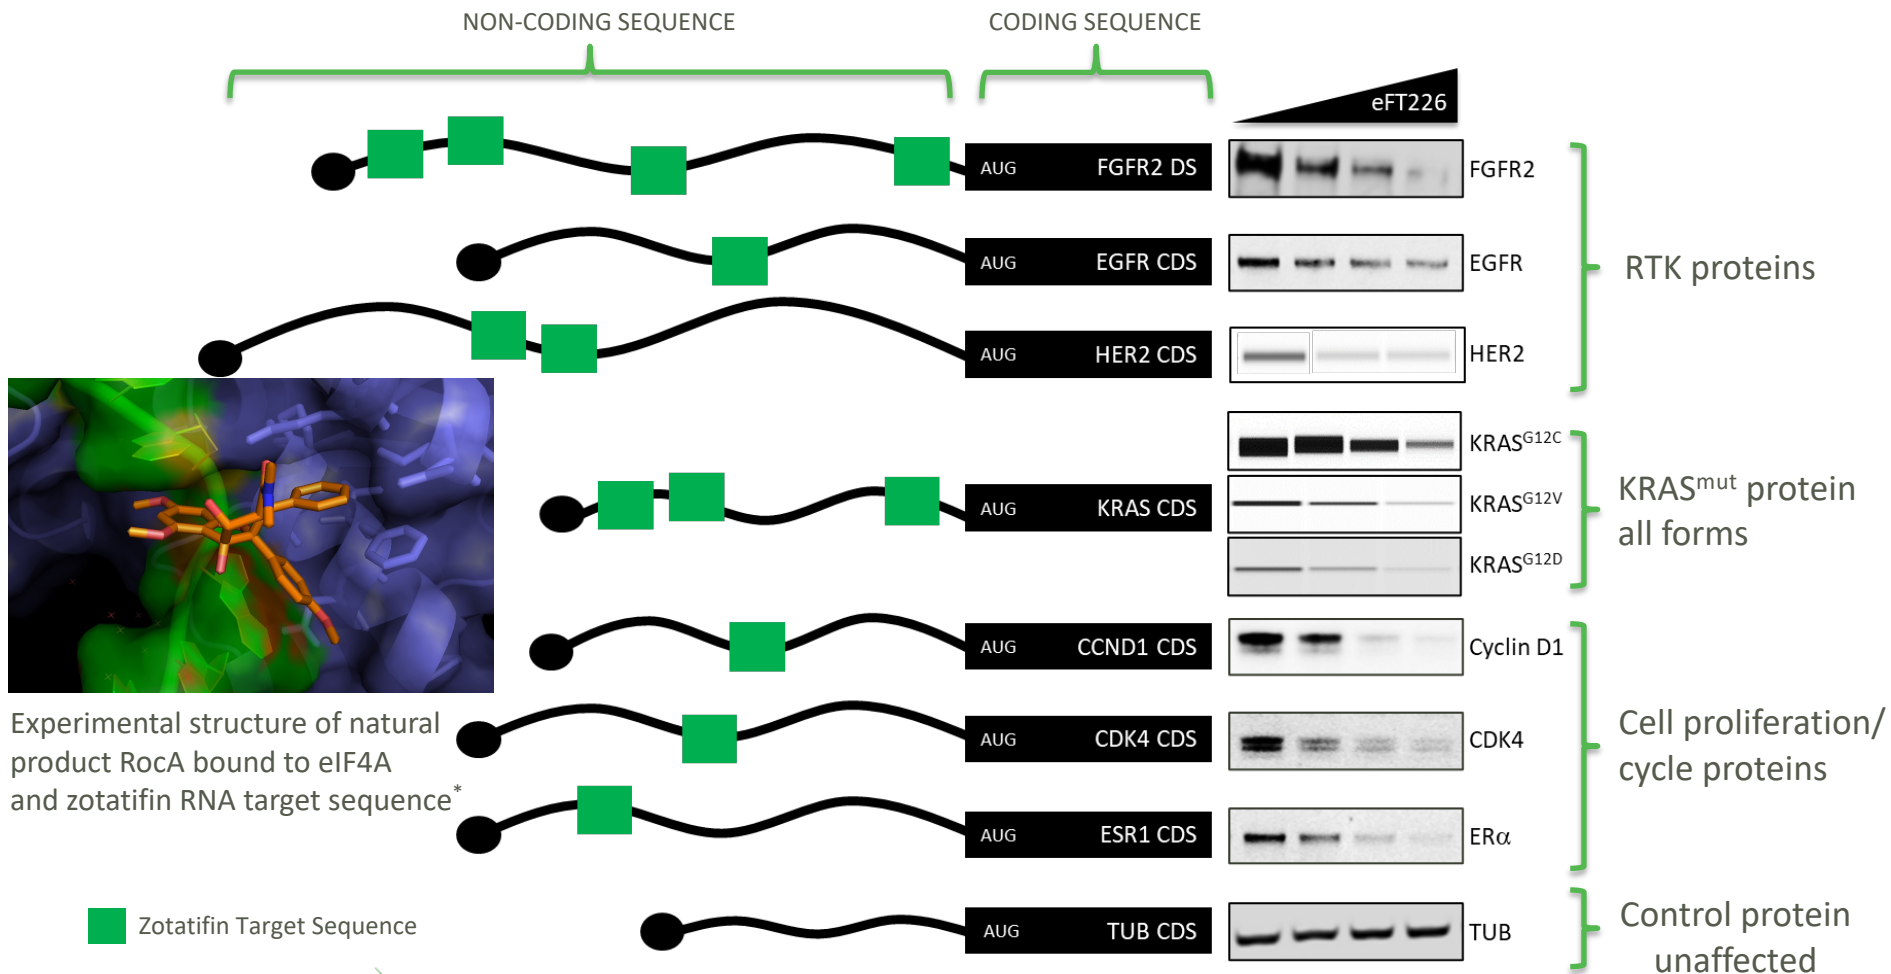 NON-CODING SEQUENCE
CODING SEQUENCE
eFT226
AUG FGFR2 DS
FGFR2
AUG EGFR CDS
EGFR
RTK proteins
AUG HER2 CDS
HER2
KRASG12C
AUG KRAS CDS
KRASG12V
KRASmut protein
all forms
KRASG12D
AUG CCND1 CDS
Cyclin D1
Experimental structure of natural
product RocA bound to eIF4A
and zotatifin RNA target sequence*
AUG CDK4 CDS
CDK4
Cell proliferation/
cycle proteins
AUG ESR1 CDS
ERα
Zotatifin Target Sequence
AUG TUB CDS
TUB
Control protein
unaffected